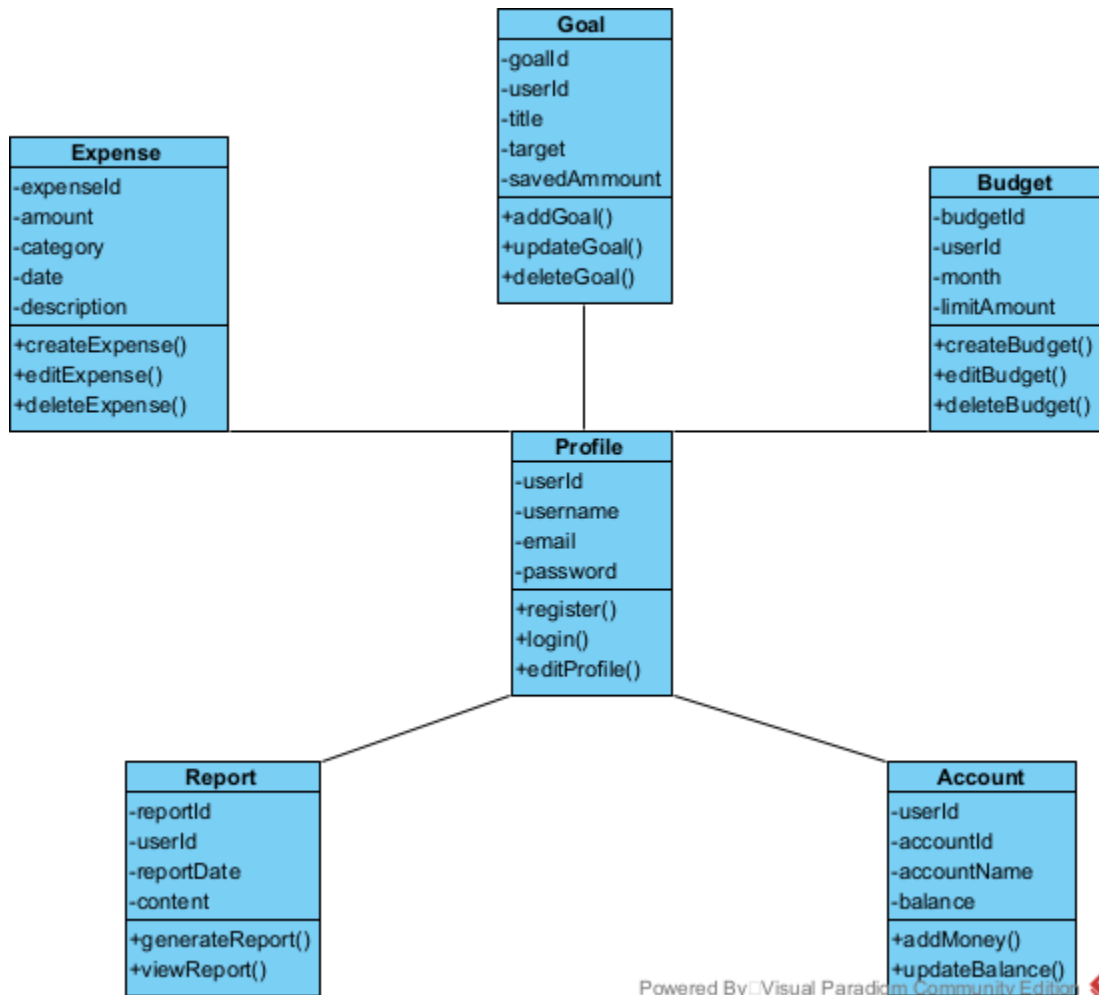 Goal
-goalId
-userId
-title
-target
-savedAmmount
+addGoal()
+updateGoal()
+deleteGoal()
Expense
-expenseId
-amount
-category
-date
-description
+createExpense()
+editExpense()
+deleteExpense()
Budget
-budgetId
-userId
-month
-limitAmount
+createBudget()
+editBudget()
+deleteBudget()
Profile
-userId
-username
-email
-password
+register()
+login()
+editProfile()
Report
-reportId
-userId
-reportDate
-content
+generateReport()
+viewReport()
Account
-userId
-accountId
-accountName
-balance
+addMoney()
+updateBalance()
Powered By□Visual Paradigm Community Edition